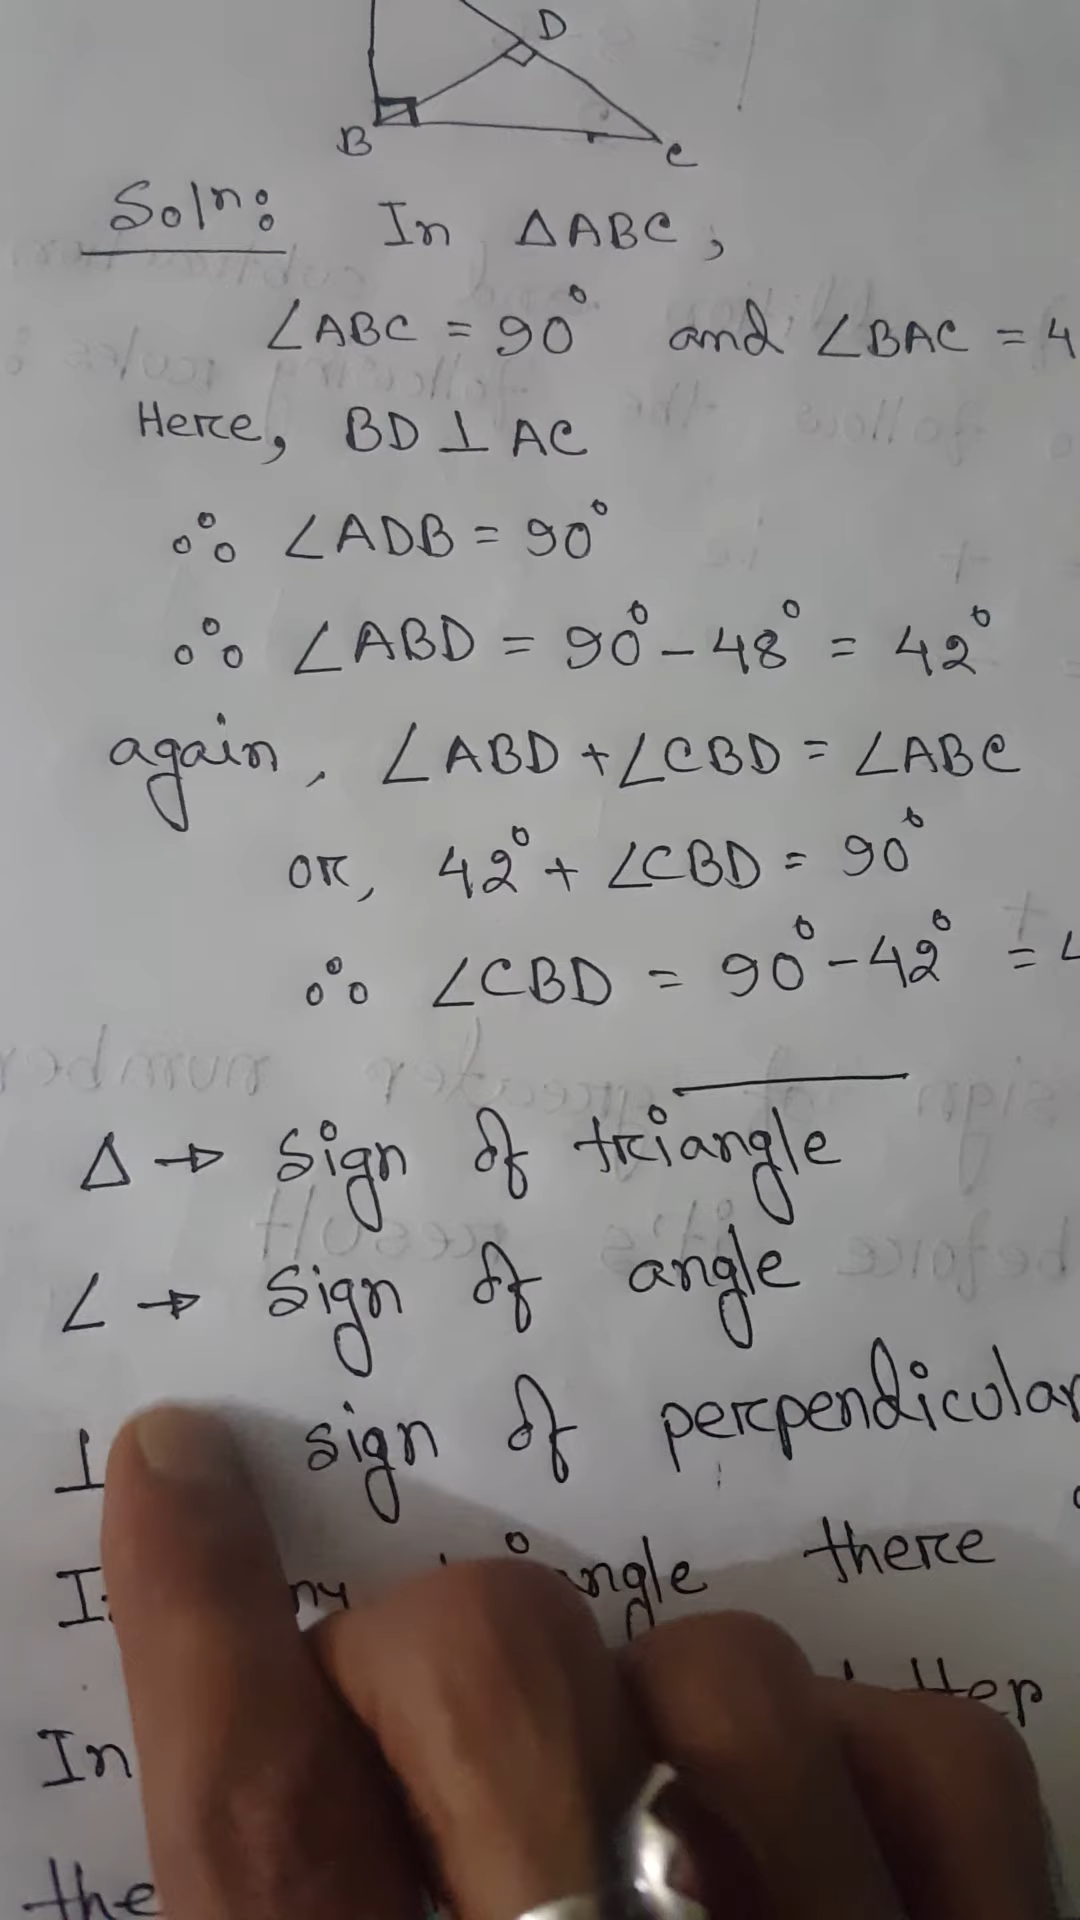 D
B
C
Soln:
In ΔABC,
∠ABC = 90° and ∠BAC = 4
Here, BD ⊥ AC
∴ ∠ADB = 90°
∴ ∠ABD = 90° - 48° = 42°
again, ∠ABD + ∠CBD = ∠ABC
or, 42° + ∠CBD = 90°
∴ ∠CBD = 90° - 42° =
Δ → sign of triangle
∠ → sign of angle
⊥ sign of perpendicular
there
In
the